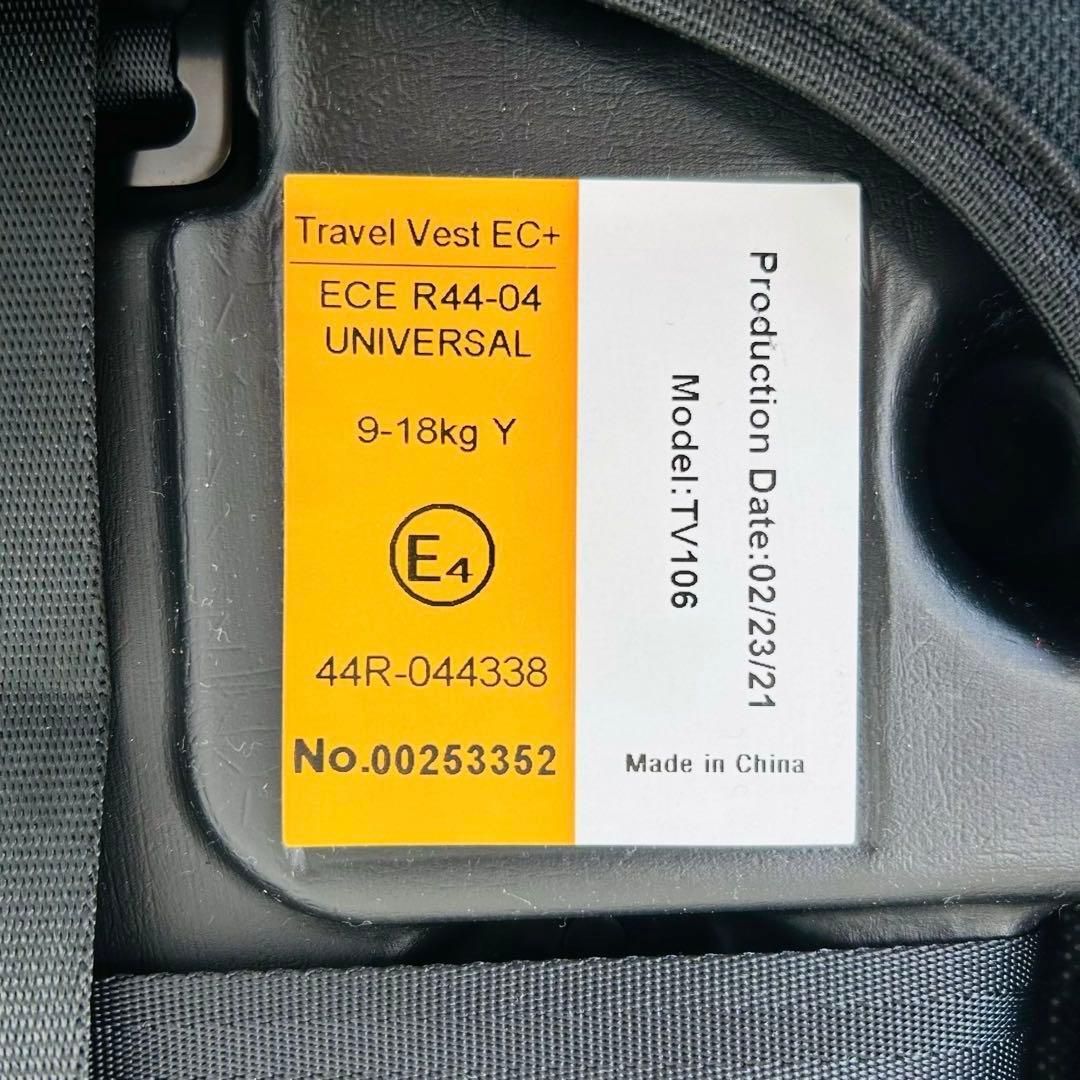 Travel Vest EC+
ECE R44-04
UNIVERSAL
9-18kg Y
E4
44R-044338
No.00253352
Production Date:02/23/21
Model:TV106
Made in China